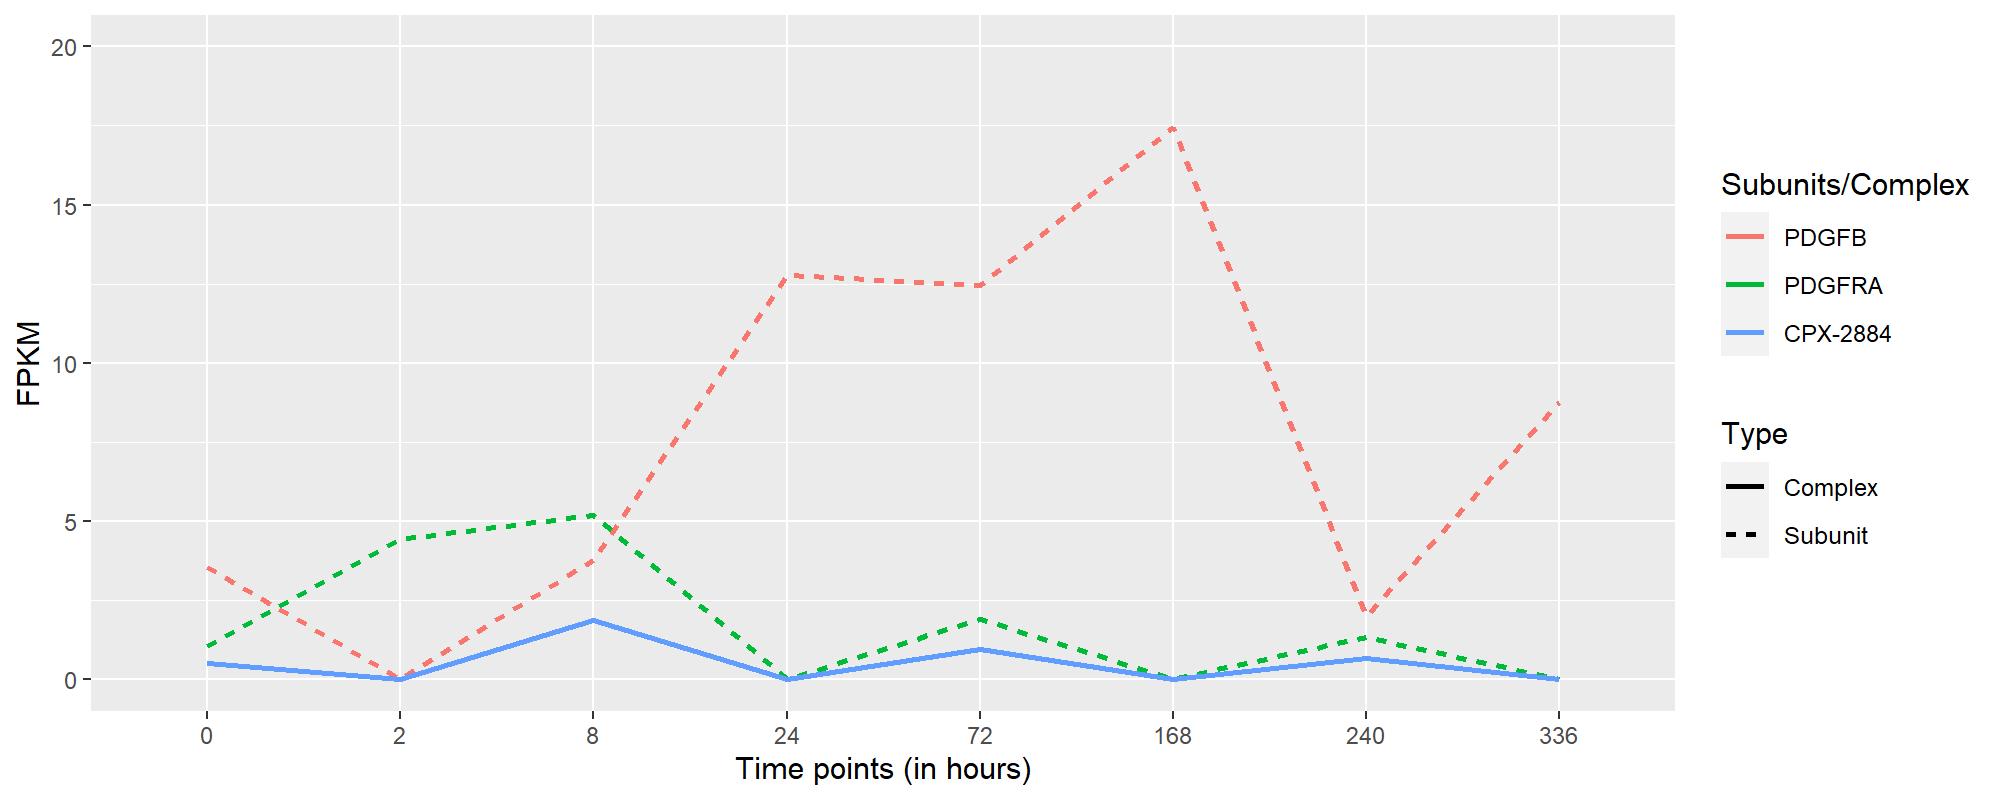 20
15
10
5
0
FPKM
0 2 8 24 72 168 240 336
Time points (in hours)
Subunits/Complex
PDGFB
PDGFRA
CPX-2884
Type
Complex
Subunit